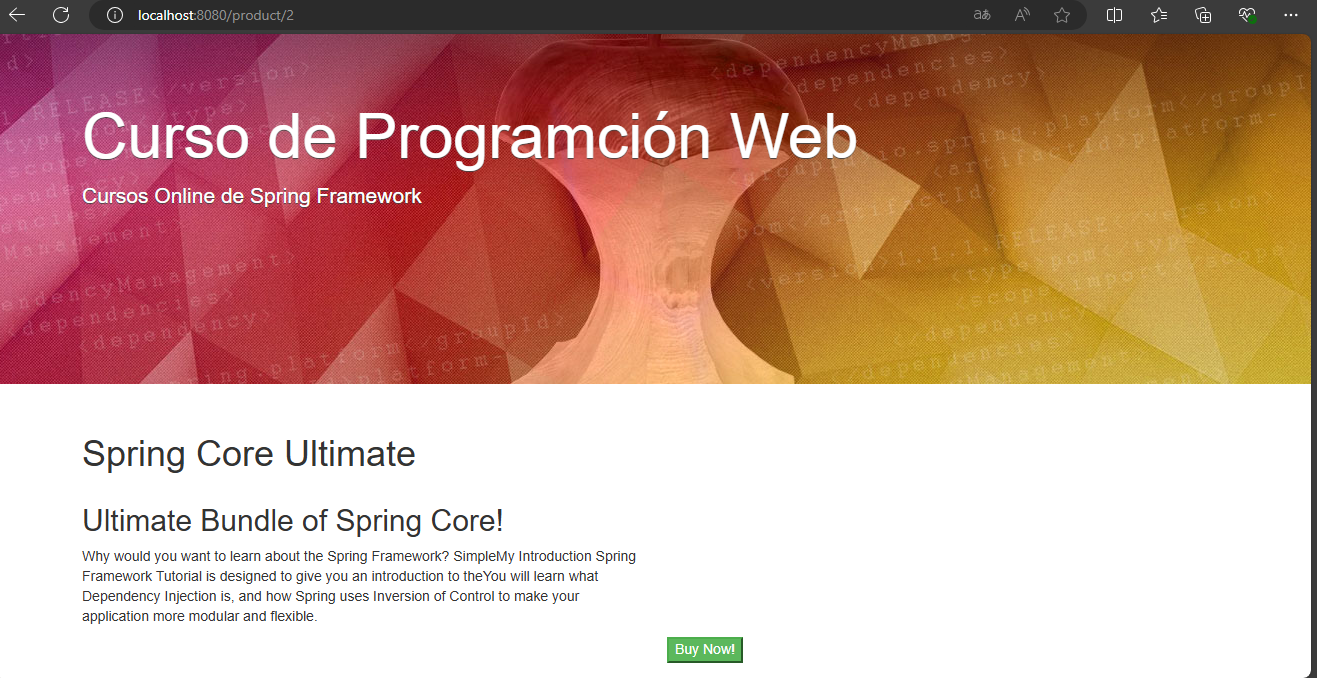 localhost:8080/product/2
Curso de Programción Web
Cursos Online de Spring Framework
Spring Core Ultimate
Ultimate Bundle of Spring Core!
Why would you want to learn about the Spring Framework? SimpleMy Introduction Spring
Framework Tutorial is designed to give you an introduction to theYou will learn what
Dependency Injection is, and how Spring uses Inversion of Control to make your
application more modular and flexible.
Buy Now!